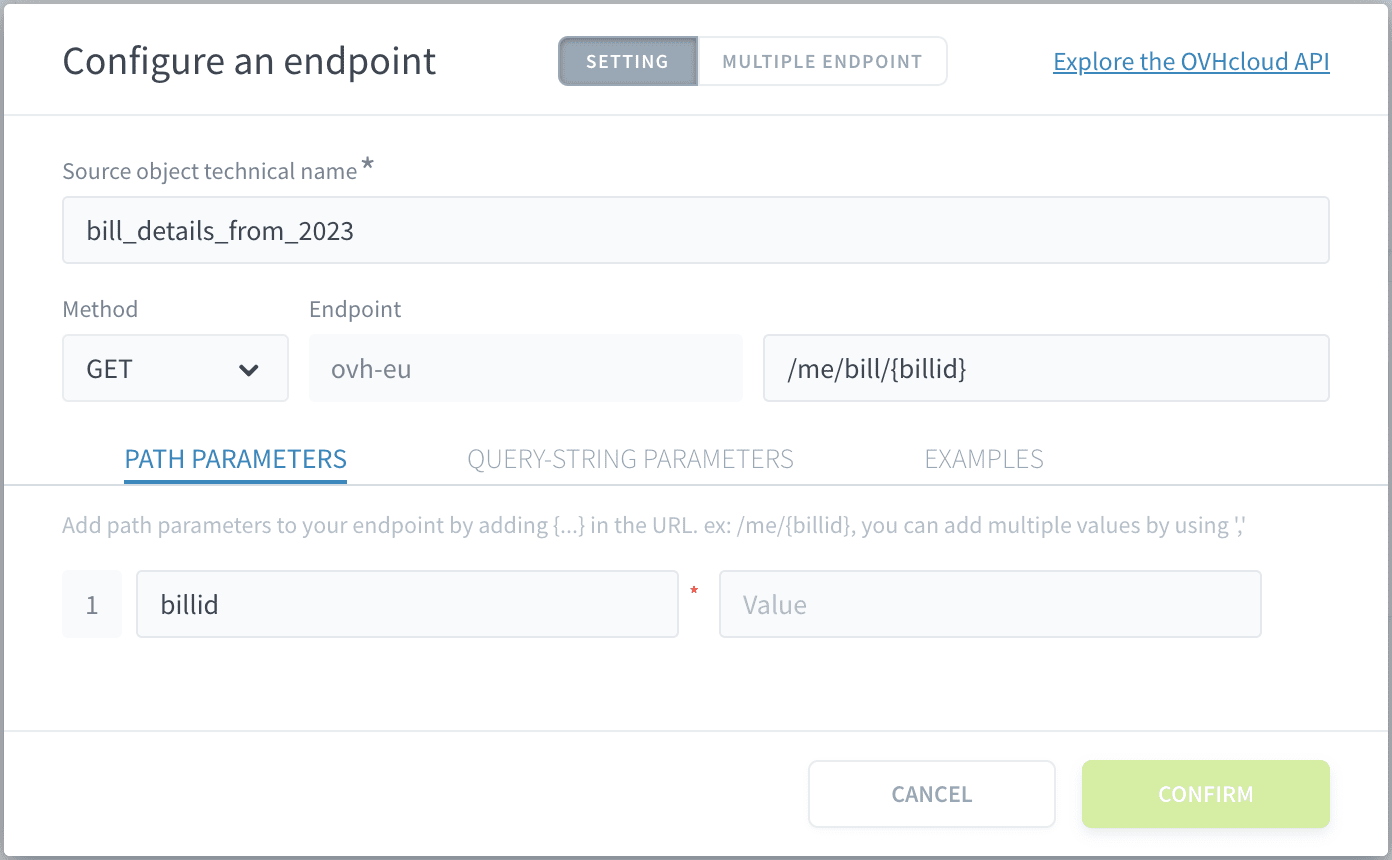 Configure an endpoint
SETTING
MULTIPLE ENDPOINT
Explore the OVHcloud API
Source object technical name *
bill_details_from_2023
Method
Endpoint
GET
ovh-eu
/me/bill/{billid}
PATH PARAMETERS
QUERY-STRING PARAMETERS
EXAMPLES
Add path parameters to your endpoint by adding {...} in the URL. ex: /me/{billid}, you can add multiple values by using ','
1
billid
*
Value
CANCEL
CONFIRM